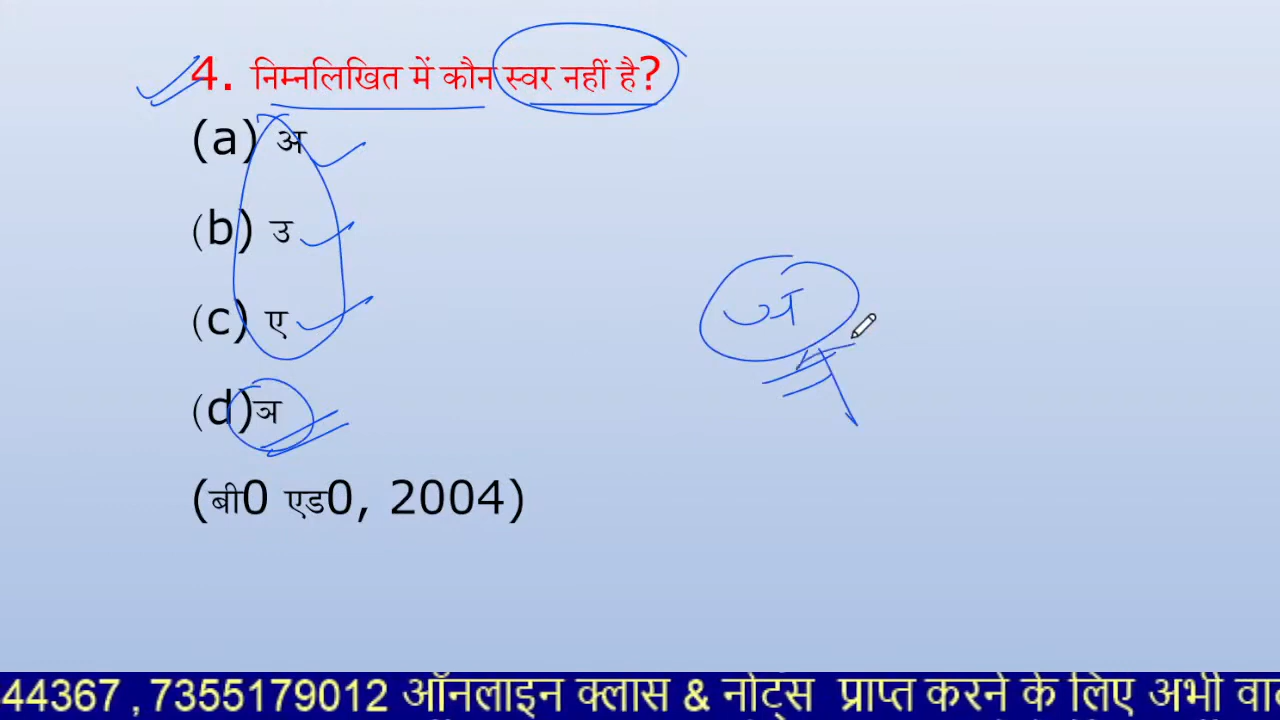 4. निम्नलिखित में कौन स्वर नहीं है?
(a) अ
(b) उ
(c) ए
(d)ञ
ञ
(बी0 एड0, 2004)
44367 , 7355179012 ऑनलाइन क्लास & नोट्स प्राप्त करने के लिए अभी